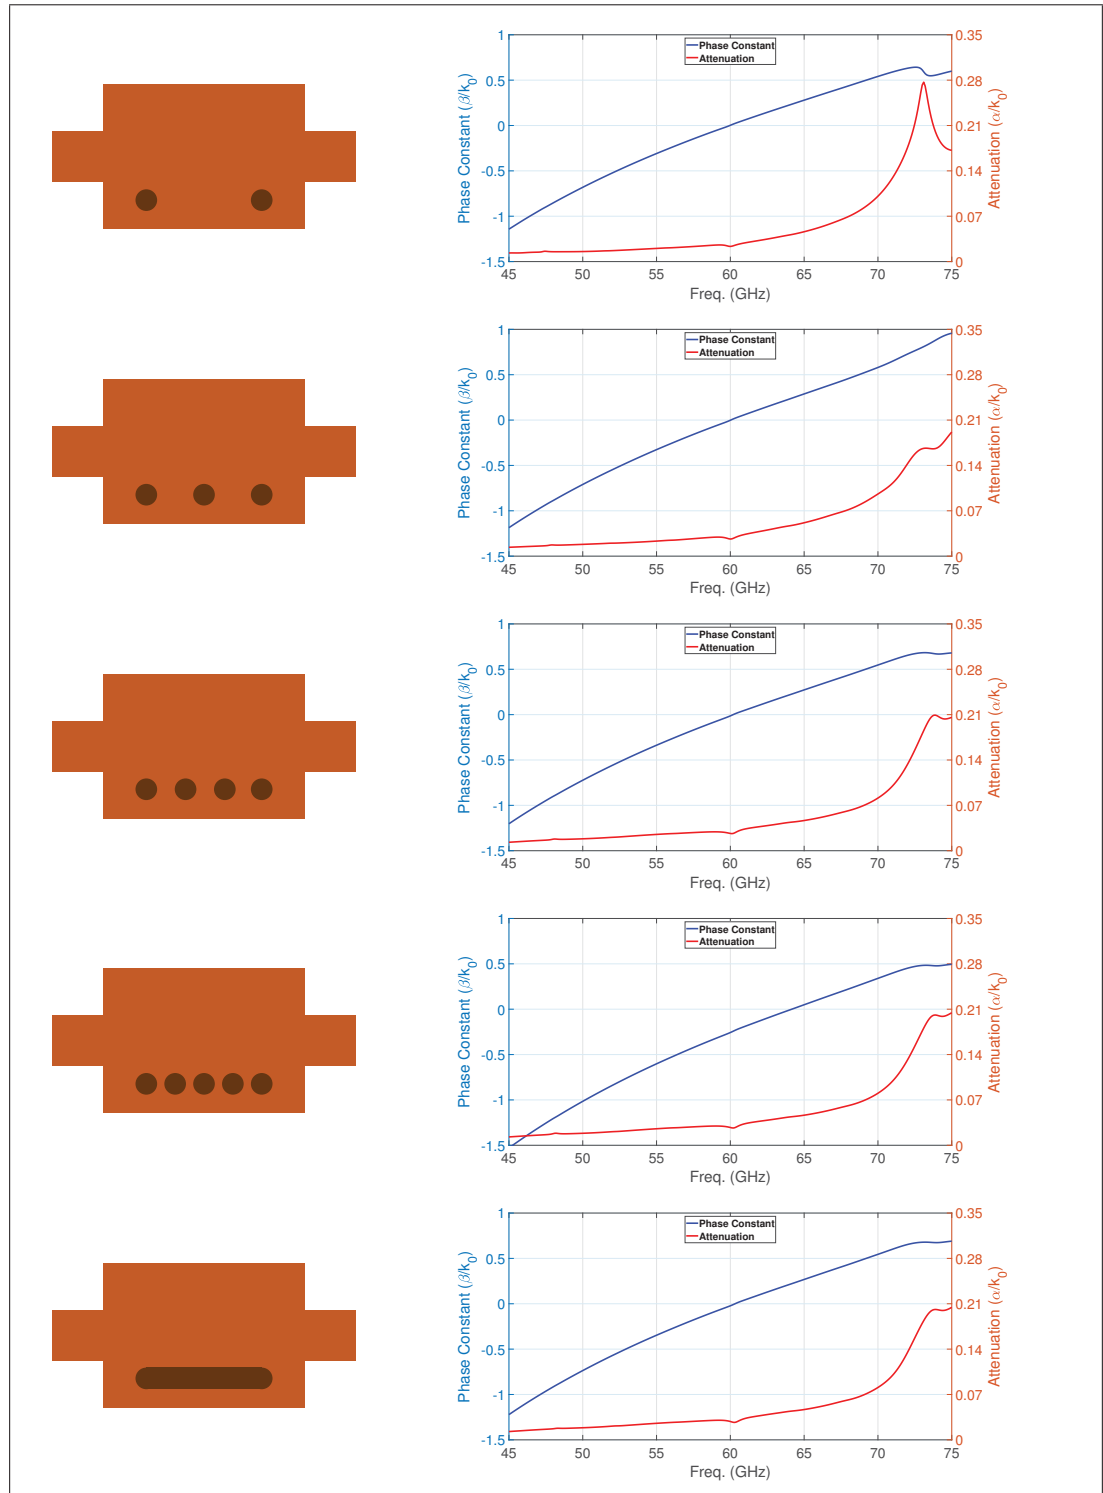 Phase Constant
Attenuation
1
0.5
0
-0.5
-1
-1.5
Phase Constant (β/k0)
0.35
0.28
0.21
0.14
0.07
0
Attenuation (α/k0)
45 50 55 60 65 70 75
Freq. (GHz)
Phase Constant
Attenuation
1
0.5
0
-0.5
-1
-1.5
Phase Constant (β/k0)
0.35
0.28
0.21
0.14
0.07
0
Attenuation (α/k0)
45 50 55 60 65 70 75
Freq. (GHz)
Phase Constant
Attenuation
1
0.5
0
-0.5
-1
-1.5
Phase Constant (β/k0)
0.35
0.28
0.21
0.14
0.07
0
Attenuation (α/k0)
45 50 55 60 65 70 75
Freq. (GHz)
Phase Constant
Attenuation
1
0.5
0
-0.5
-1
-1.5
Phase Constant (β/k0)
0.35
0.28
0.21
0.14
0.07
0
Attenuation (α/k0)
45 50 55 60 65 70 75
Freq. (GHz)
Phase Constant
Attenuation
1
0.5
0
-0.5
-1
-1.5
Phase Constant (β/k0)
0.35
0.28
0.21
0.14
0.07
0
Attenuation (α/k0)
45 50 55 60 65 70 75
Freq. (GHz)